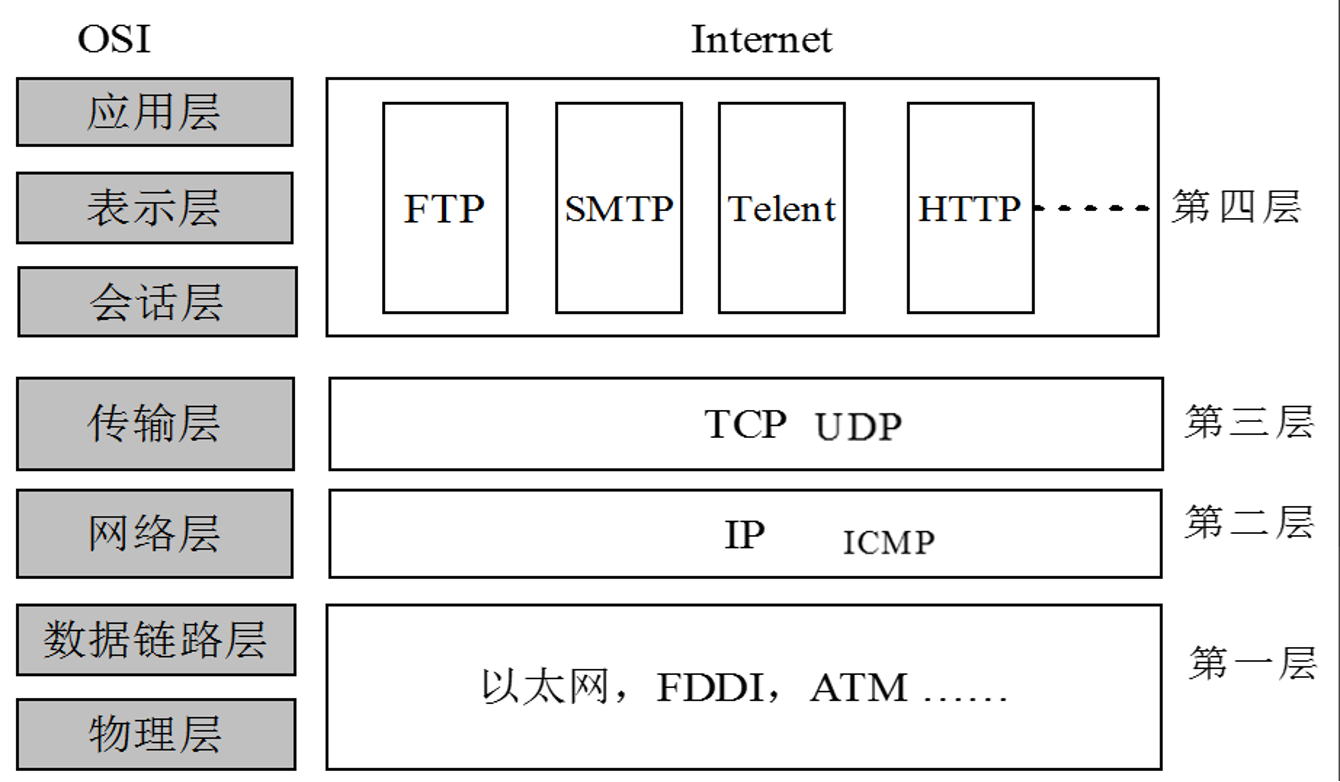 OSI Internet
应用层
表示层
会话层
FTP SMTP Telent HTTP 第四层
传输层 TCP UDP 第三层
网络层 IP ICMP 第二层
数据链路层
物理层
以太网，FDDI，ATM …… 第一层